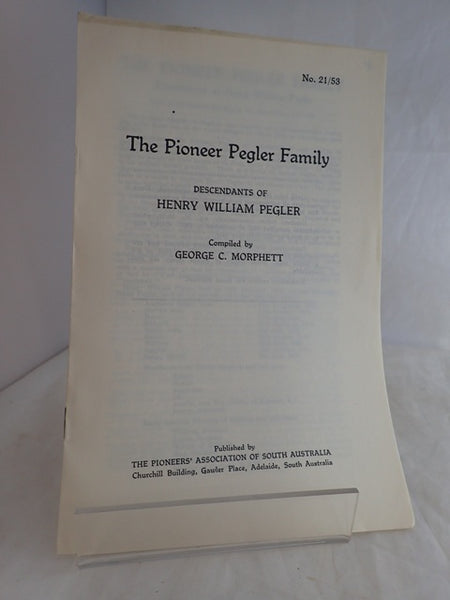 No. 21/53
The Pioneer Pegler Family
DESCENDANTS OF
HENRY WILLIAM PEGLER
Compiled by
GEORGE C. MORPHETT
Published by
THE PIONEERS' ASSOCIATION OF SOUTH AUSTRALIA
Churchill Building, Gawler Place, Adelaide, South Australia